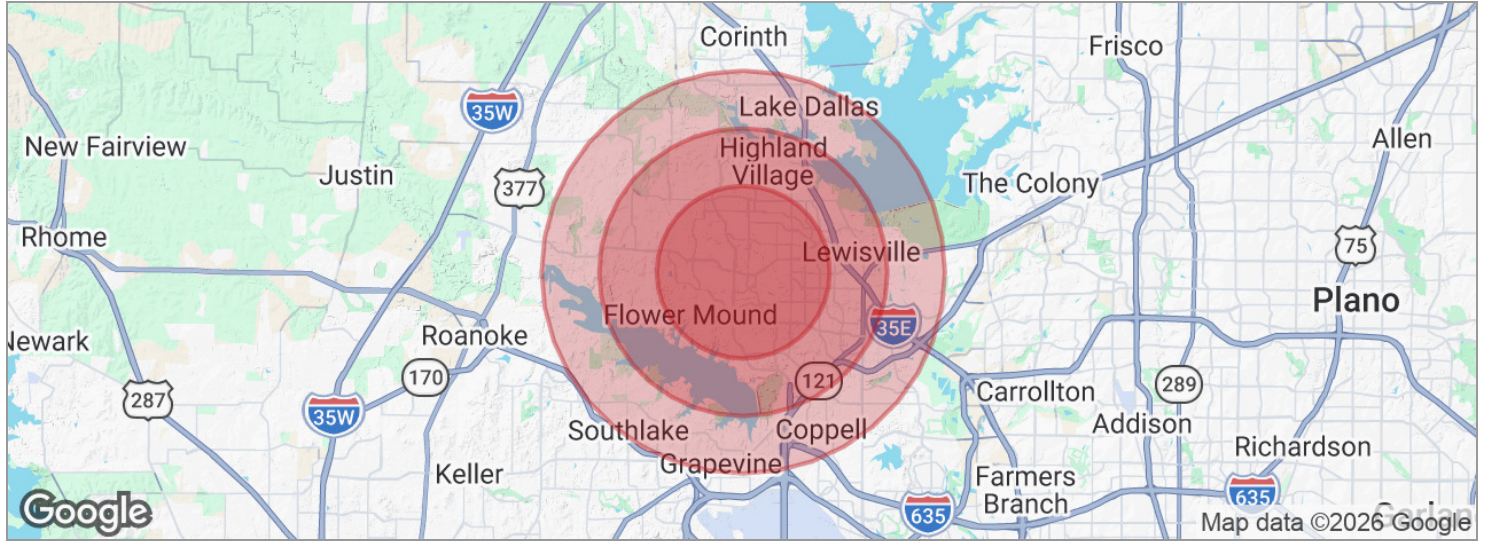 Corinth
Frisco
35W
Lake Dallas
Allen
New Fairview
Highland
Village
Justin
377
The Colony
Rhome
Lewisville
75
Plano
Flower Mound
35E
Newark
Roanoke
170
121
287
35W
Carrollton
289
Addison
Southlake
Coppell
Richardson
Grapevine
Keller
Farmers
Branch
635
635
Google
Map data ©2026 Google